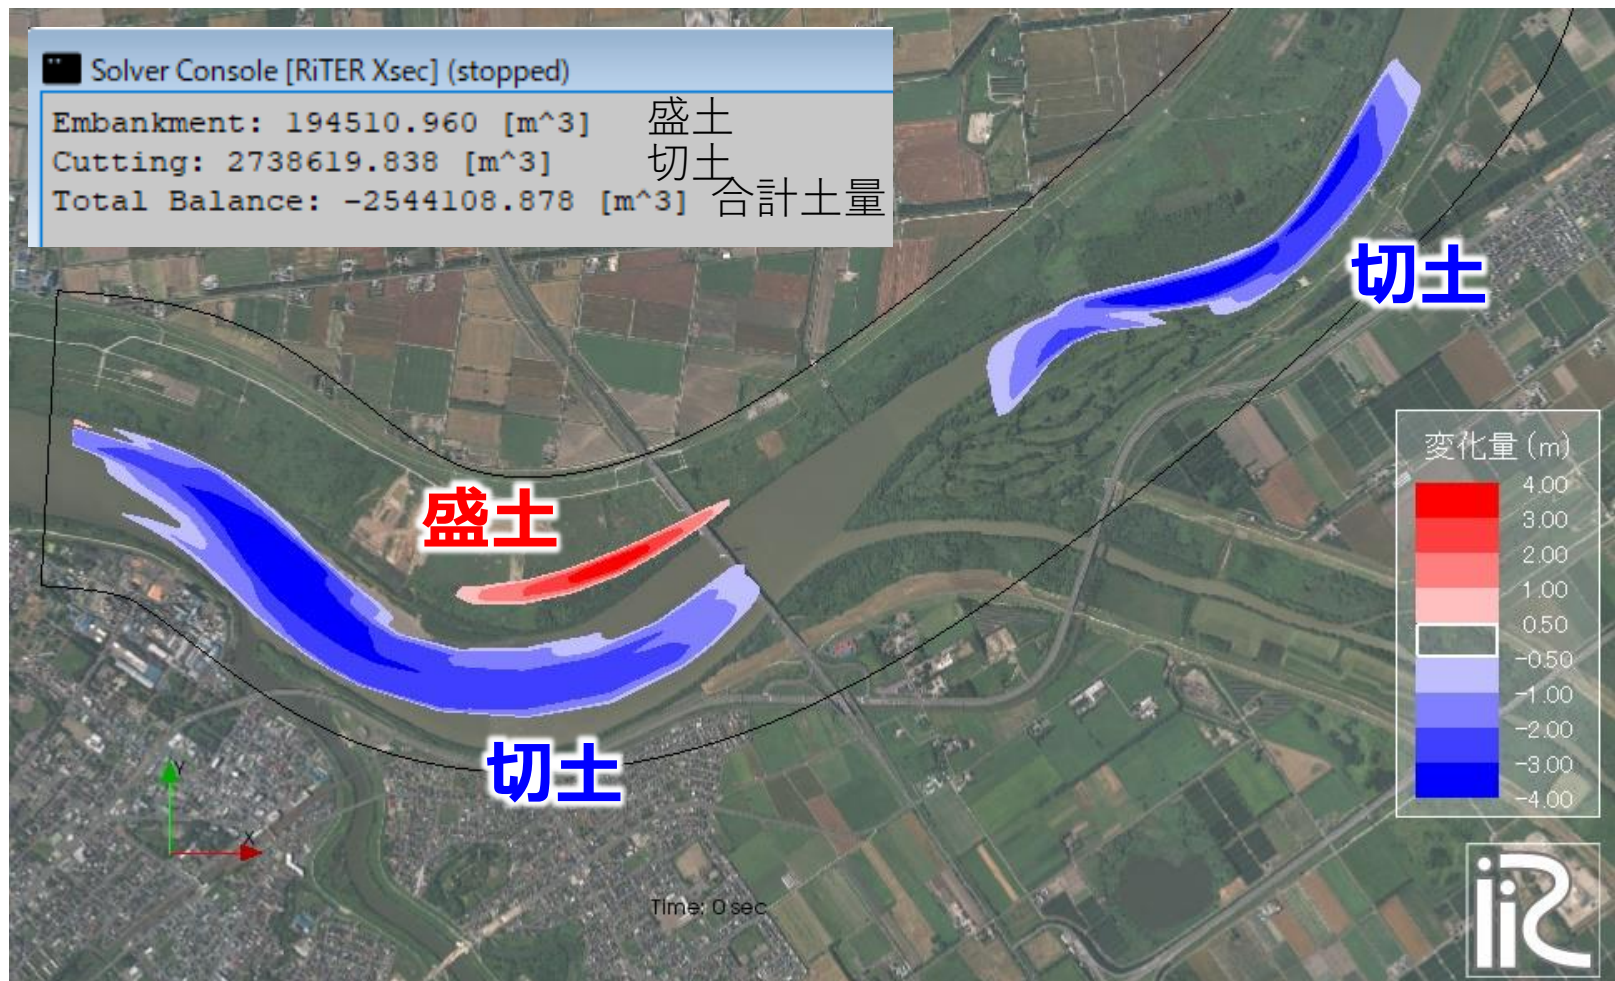 Solver Console [RiTER Xsec] (stopped)
Embankment: 194510.960 [m^3] 盛土
Cutting: 2738619.838 [m^3] 切土
Total Balance: -2544108.878 [m^3] 合計土量
切土
盛土
切土
変化量 (m)
4.00
3.00
2.00
1.00
0.50
-0.50
-1.00
-2.00
-3.00
-4.00
Y
X
Time: 0 sec
iRiC